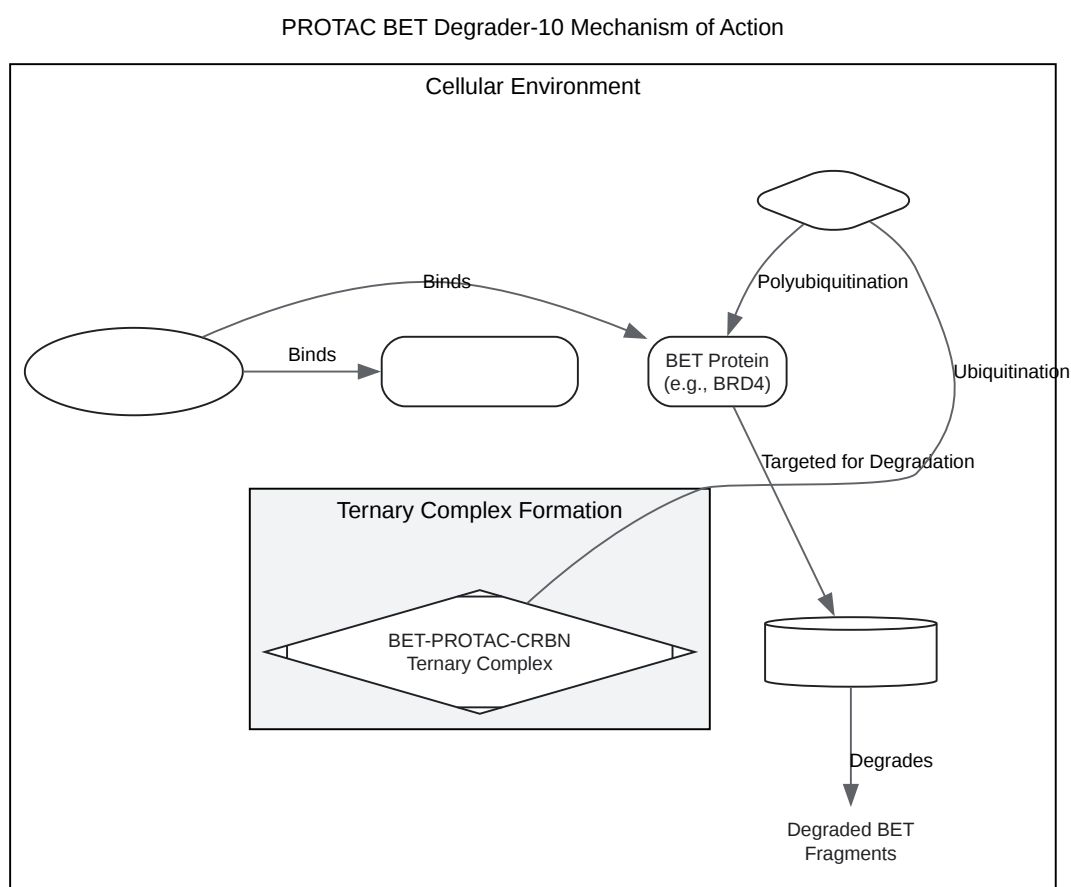 PROTAC BET Degrader-10 Mechanism of Action
Cellular Environment
Binds
Polyubiquitination
Binds
BET Protein
(e.g., BRD4)
Ubiquitination
Targeted for Degradation
Ternary Complex Formation
BET-PROTAC-CRBN
Ternary Complex
Degrades
Degraded BET
Fragments